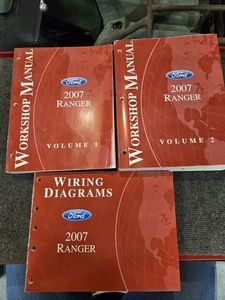 WORKSHOP MANUAL
Ford
2007
RANGER
VOLUME 1
WORKSHOP MANUAL
Ford
2007
RANGER
VOLUME 2
WIRING
DIAGRAMS
Ford
2007
RANGER